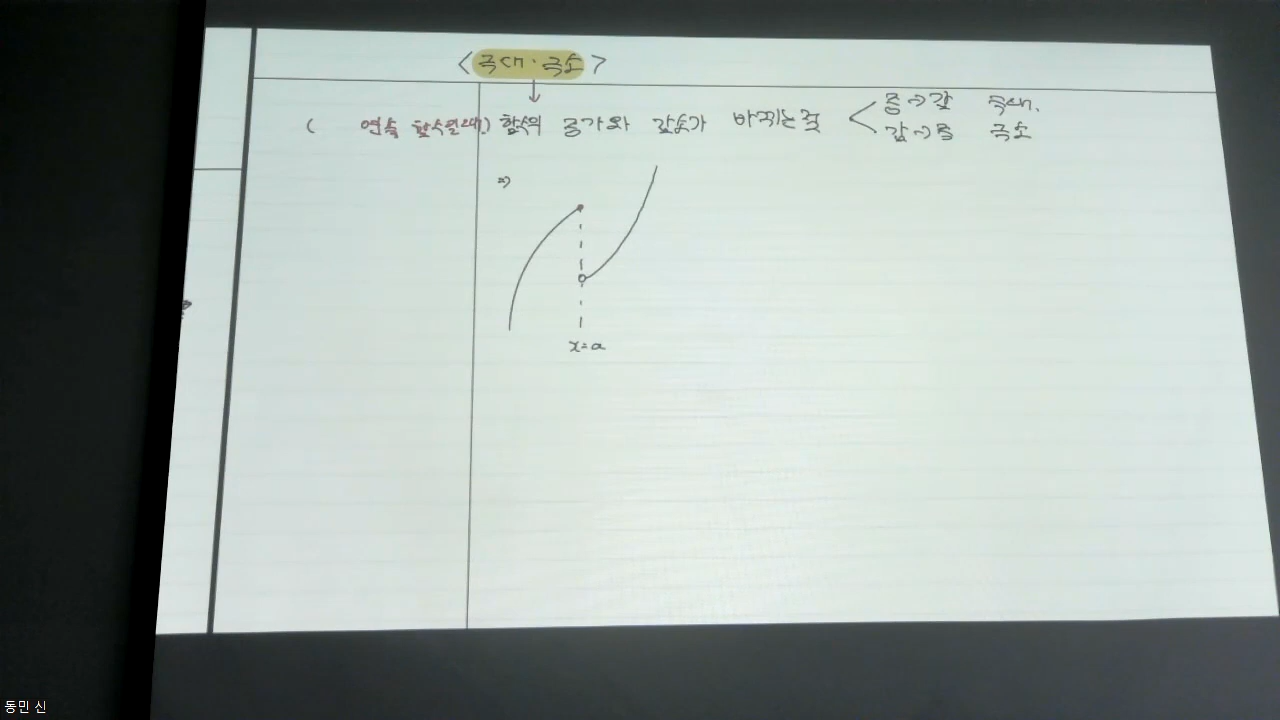 <극대·극소>
(연속 함수일때) 함수의 증가와 감소가 바뀌는 것 < 증→감 극대.
감→증 극소
⇒
x=a
동민 신